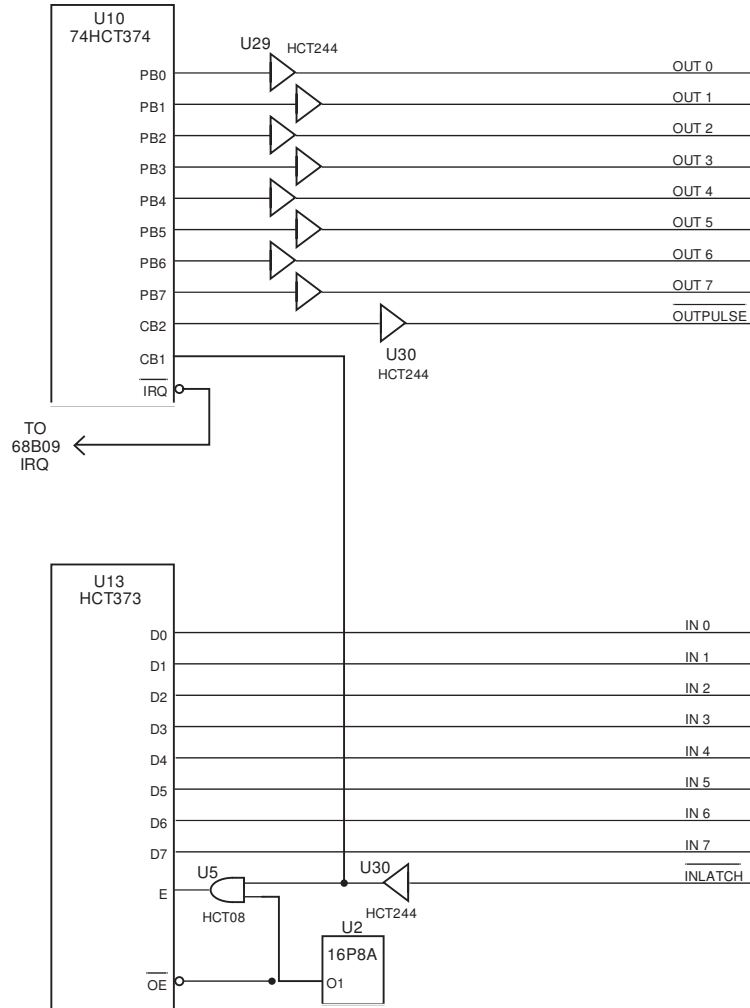 U10
74HCT374
U29 HCT244
PB0 OUT 0
PB1 OUT 1
PB2 OUT 2
PB3 OUT 3
PB4 OUT 4
PB5 OUT 5
PB6 OUT 6
PB7 OUT 7
CB2 OUTPULSE
U30
HCT244
CB1
IRQ
TO
68B09
IRQ
U13
HCT373
D0 IN 0
D1 IN 1
D2 IN 2
D3 IN 3
D4 IN 4
D5 IN 5
D6 IN 6
D7 IN 7
U5 U30 INLATCH
E
HCT08 HCT244
U2
16P8A
OE O1